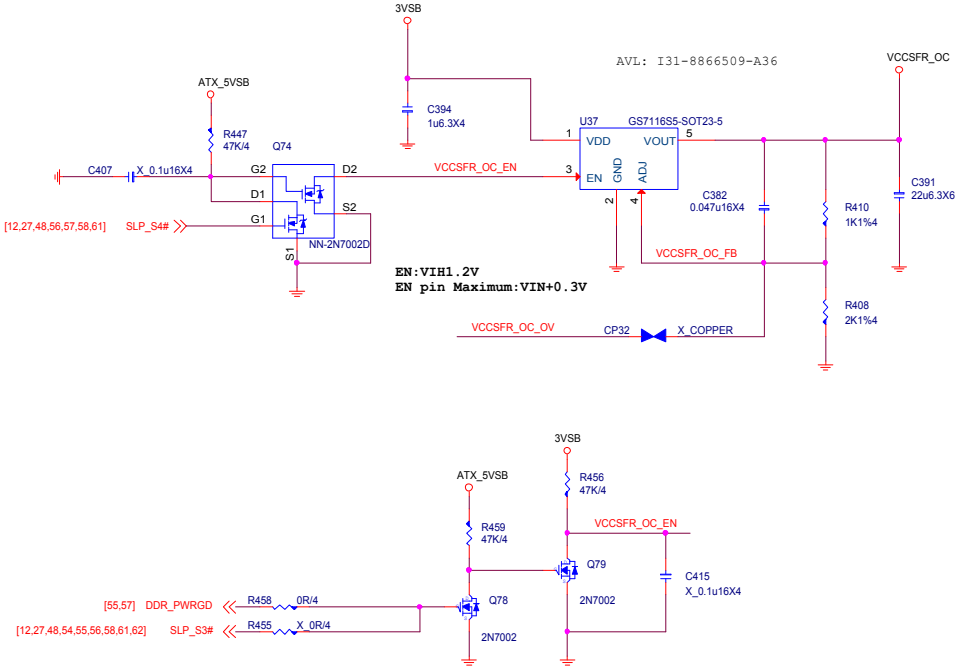 3VSB
AVL: I31-8866509-A36
VCCSFR_OC
ATX_5VSB
C394
1u6.3X4
U37 GS7116S5-SOT23-5
R447
47K/4
Q74
1 VDD VOUT 5
C407 X_0.1u16X4
G2 D2
VCCSFR_OC_EN
3 EN GND ADJ
2 4
C382
0.047u16X4
C391
22u6.3X6
D1
S2
R410
1K1%4
[12,27,48,56,57,58,61] SLP_S4#
G1
NN-2N7002D
S1
VCCSFR_OC_FB
EN:VIH1.2V
EN pin Maximum:VIN+0.3V
R408
2K1%4
VCCSFR_OC_OV
CP32 X_COPPER
3VSB
ATX_5VSB
R456
47K/4
R459
47K/4
VCCSFR_OC_EN
Q79
C415
X_0.1u16X4
2N7002
[55,57] DDR_PWRGD
R458 0R/4
Q78
[12,27,48,54,55,56,58,61,62] SLP_S3#
R455 X_0R/4
2N7002